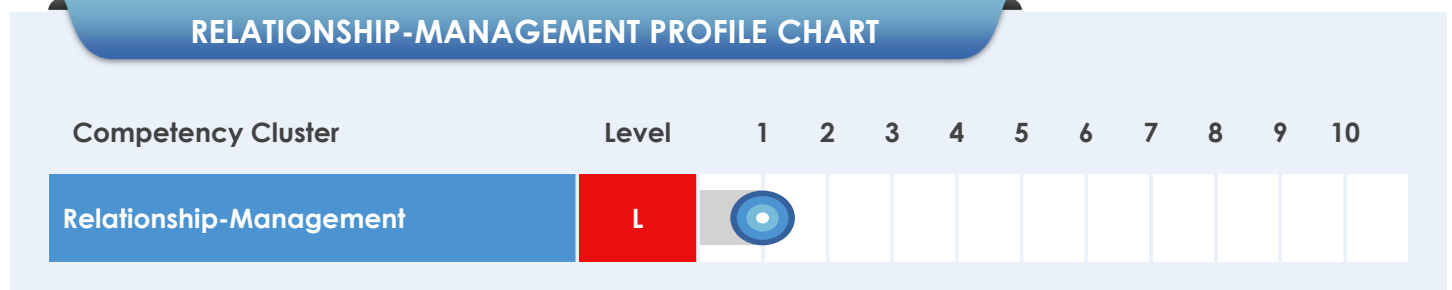 RELATIONSHIP-MANAGEMENT PROFILE CHART
Competency Cluster Level 1 2 3 4 5 6 7 8 9 10
Relationship-Management L